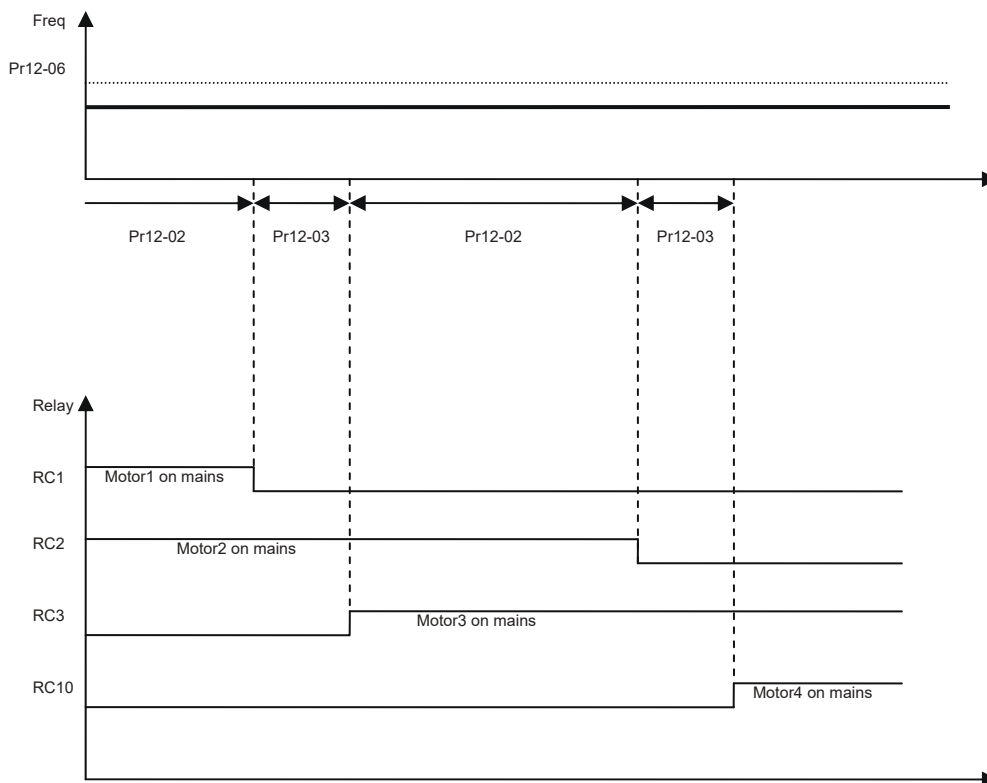 Freq
Pr12-06
Pr12-02
Pr12-03
Pr12-02
Pr12-03
Relay
RC1
Motor1 on mains
RC2
Motor2 on mains
RC3
Motor3 on mains
RC10
Motor4 on mains